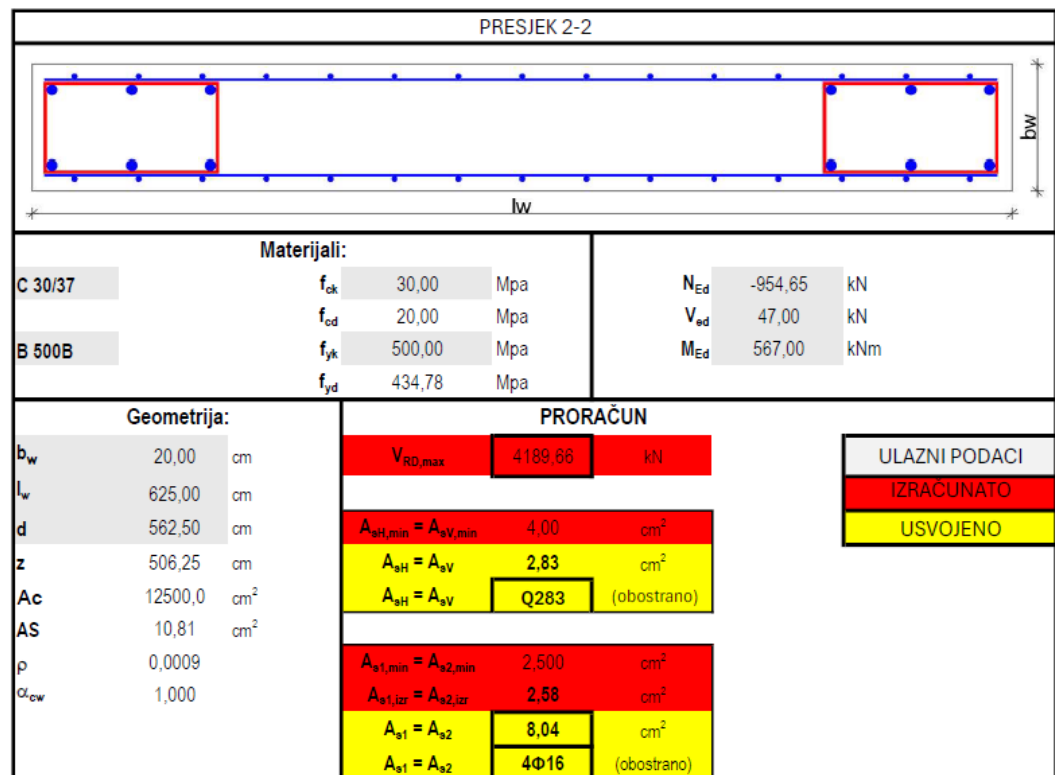 PRESJEK 2-2
bw
lw
Materijali:
C 30/37 fck 30,00 Mpa
fcd 20,00 Mpa
B 500B fyk 500,00 Mpa
fyd 434,78 Mpa
NEd -954,65 kN
Ved 47,00 kN
MEd 567,00 kNm
Geometrija:
bw 20,00 cm
lw 625,00 cm
d 562,50 cm
z 506,25 cm
Ac 12500,0 cm²
AS 10,81 cm²
ρ 0,0009
αcw 1,000
PRORAČUN
VRD,max 4189,66 kN
AsH,min = AsV,min 4,00 cm²
AsH = AsV 2,83 cm²
AsH = AsV Q283 (obostrano)
As1,min = As2,min 2,500 cm²
As1,izr = As2,izr 2,58 cm²
As1 = As2 8,04 cm²
As1 = As2 4Φ16 (obostrano)
ULAZNI PODACI
IZRAČUNATO
USVOJENO